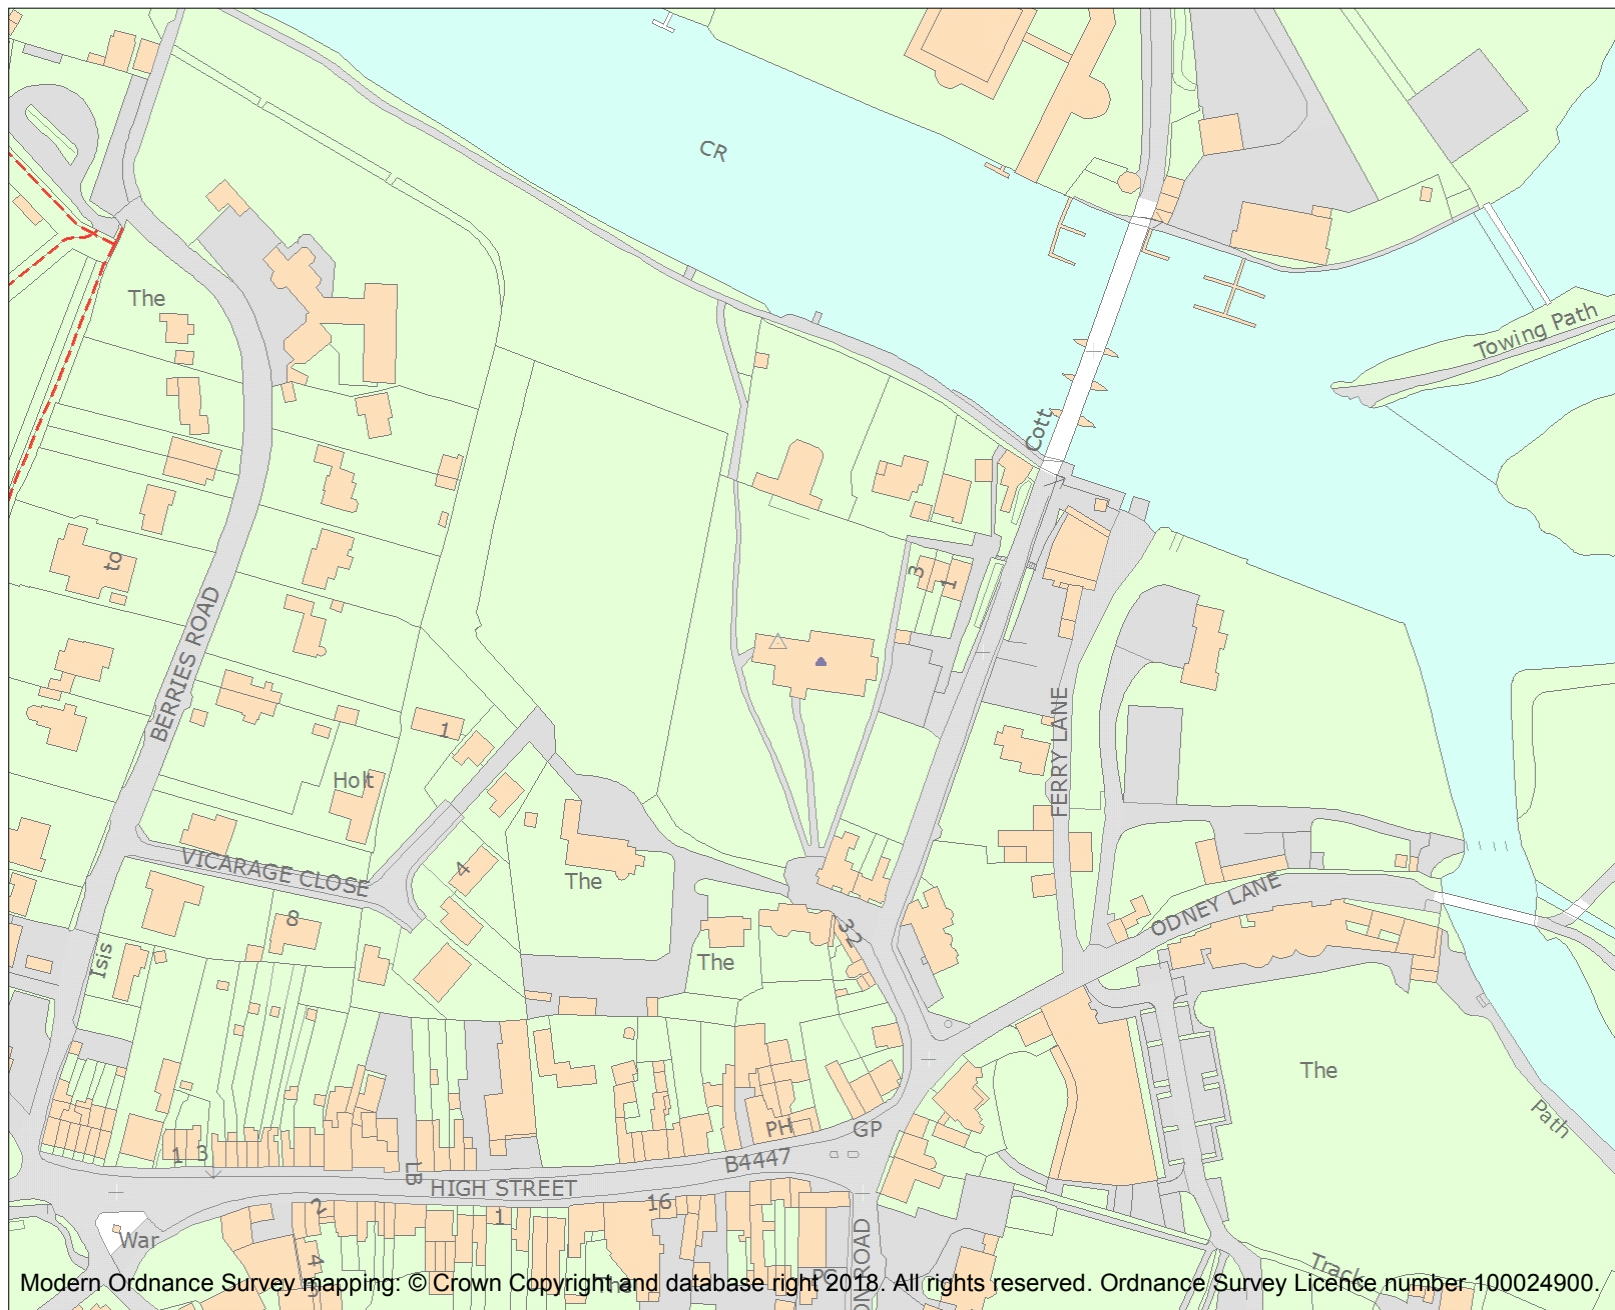 CR
The
Towing Path
Cott
to
3
1
BERRIES ROAD
FERRY LANE
1
Holt
VICARAGE CLOSE
4
The
ODNEY LANE
8
32
Isis
The
The
Path
PH
GP
1 3
B4447
LB
HIGH STREET
2
1
16
War
4
The
PC
ON ROAD
Track
Modern Ordnance Survey mapping: © Crown Copyright and database right 2018. All rights reserved. Ordnance Survey Licence number 100024900.